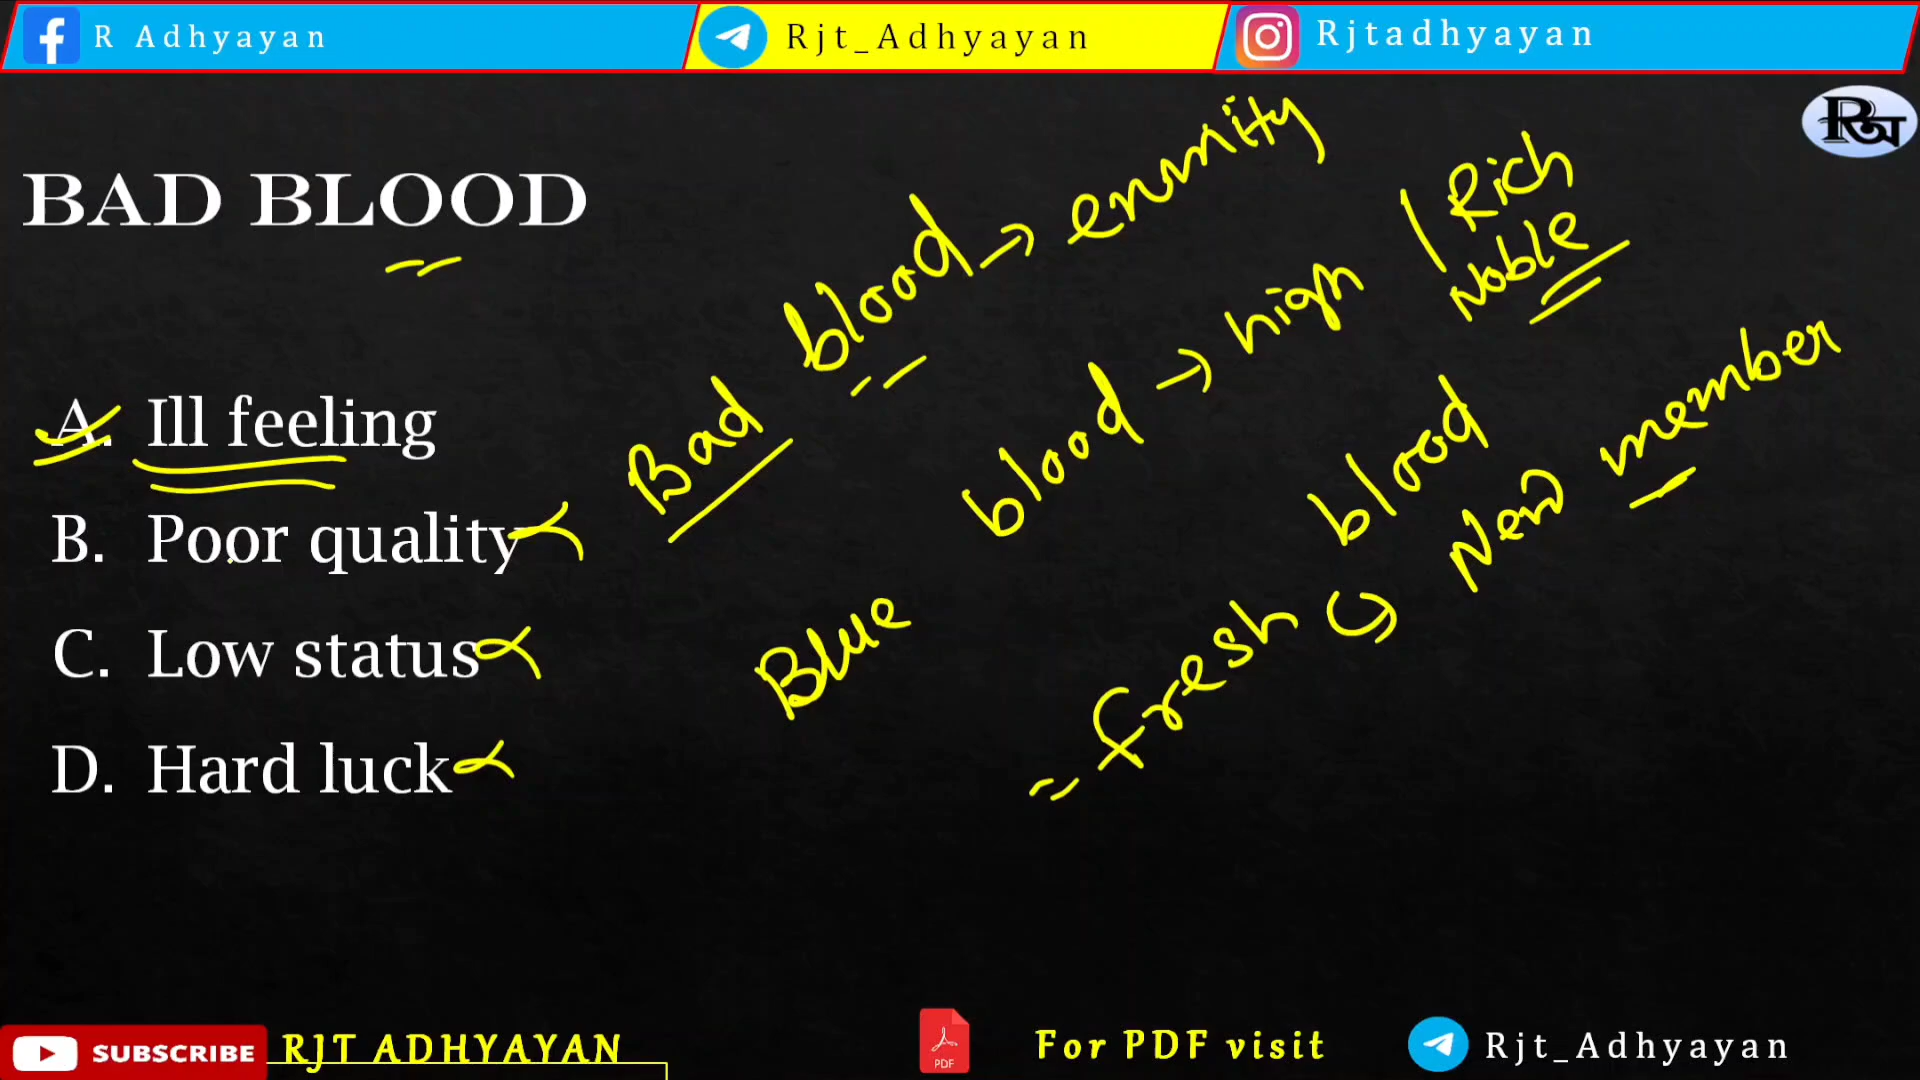 R Adhyayan
Rjt_Adhyayan
Rjtadhyayan
BAD BLOOD
A. Ill feeling
B. Poor quality
C. Low status
D. Hard luck
Bad blood → enmity
Blue blood → high / Rich
Noble
= fresh blood
New member
SUBSCRIBE
RJT ADHYAYAN
PDF
For PDF visit
Rjt_Adhyayan